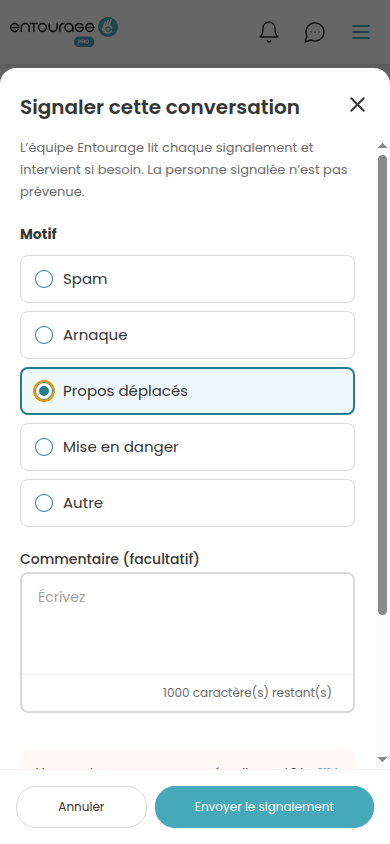 entourage
PRO
Signaler cette conversation
L’équipe Entourage lit chaque signalement et
intervient si besoin. La personne signalée n’est pas
prévenue.
Motif
Spam
Arnaque
Propos déplacés
Mise en danger
Autre
Commentaire (facultatif)
Écrivez
1000 caractère(s) restant(s)
Annuler
Envoyer le signalement